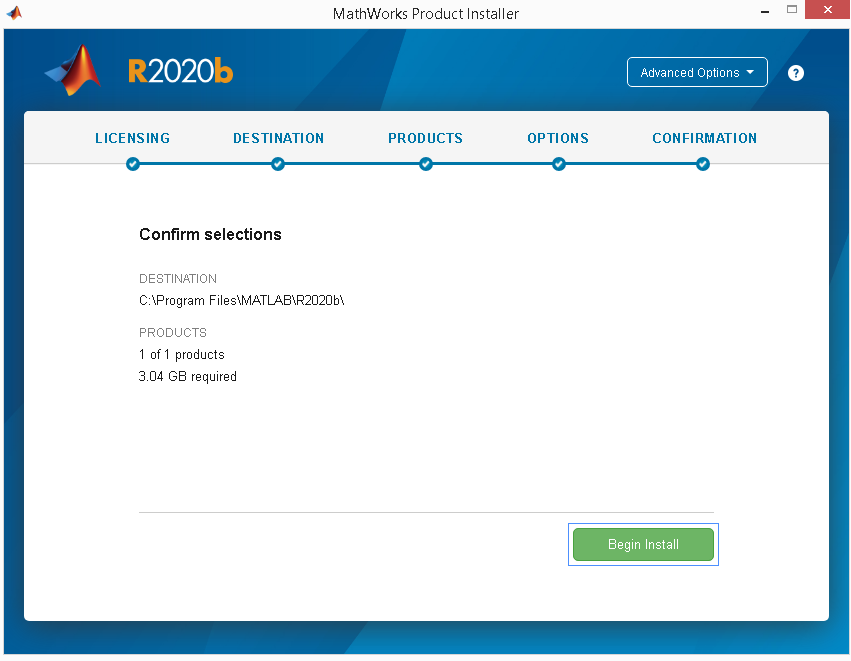 MathWorks Product Installer
R2020b
Advanced Options
?
LICENSING DESTINATION PRODUCTS OPTIONS CONFIRMATION
Confirm selections
DESTINATION
C:\Program Files\MATLAB\R2020b\
PRODUCTS
1 of 1 products
3.04 GB required
Begin Install